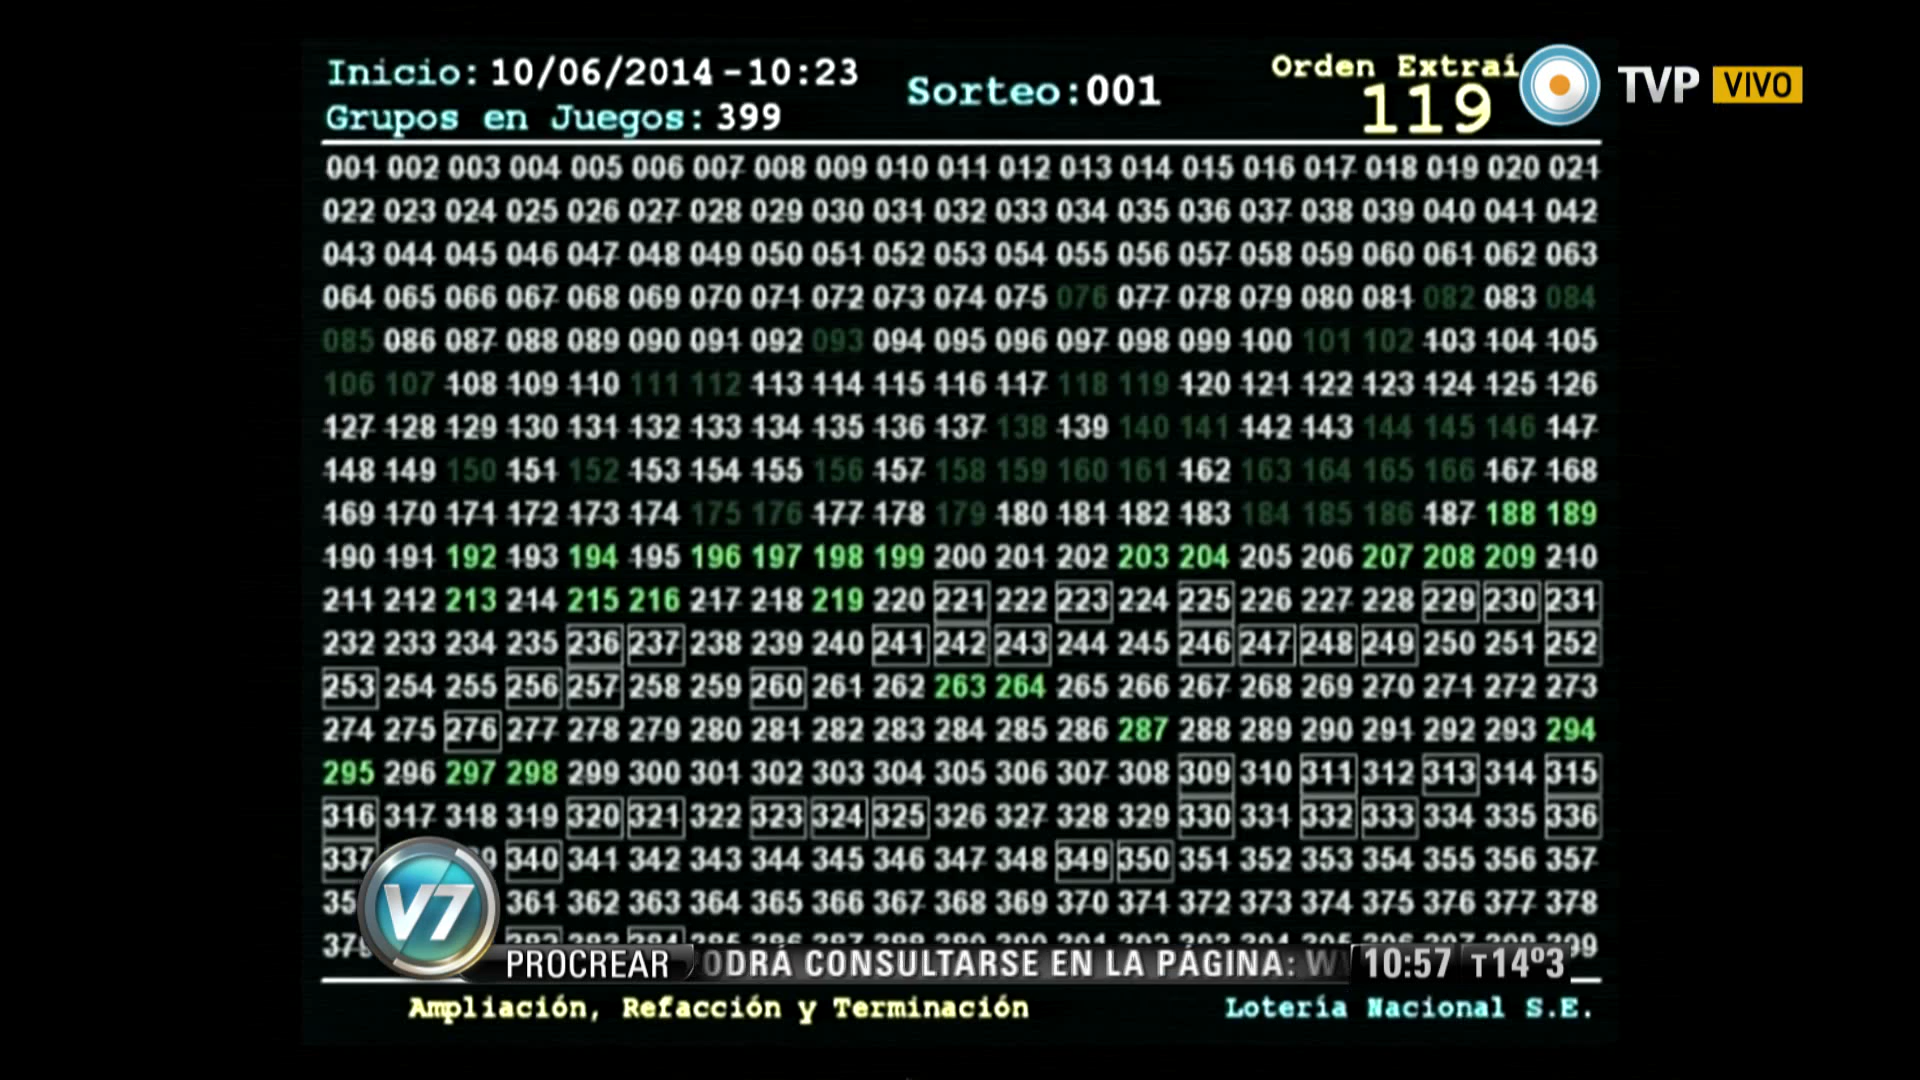 Inicio: 10/06/2014 -10:23
Grupos en Juegos: 399
Sorteo: 001
Orden Extraí
119
TVP VIVO
001 002 003 004 005 006 007 008 009 010 011 012 013 014 015 016 017 018 019 020 021
022 023 024 025 026 027 028 029 030 031 032 033 034 035 036 037 038 039 040 041 042
043 044 045 046 047 048 049 050 051 052 053 054 055 056 057 058 059 060 061 062 063
064 065 066 067 068 069 070 071 072 073 074 075 076 077 078 079 080 081 082 083 084
085 086 087 088 089 090 091 092 093 094 095 096 097 098 099 100 101 102 103 104 105
106 107 108 109 110 111 112 113 114 115 116 117 118 119 120 121 122 123 124 125 126
127 128 129 130 131 132 133 134 135 136 137 138 139 140 141 142 143 144 145 146 147
148 149 150 151 152 153 154 155 156 157 158 159 160 161 162 163 164 165 166 167 168
169 170 171 172 173 174 175 176 177 178 179 180 181 182 183 184 185 186 187 188 189
190 191 192 193 194 195 196 197 198 199 200 201 202 203 204 205 206 207 208 209 210
211 212 213 214 215 216 217 218 219 220 221 222 223 224 225 226 227 228 229 230 231
232 233 234 235 236 237 238 239 240 241 242 243 244 245 246 247 248 249 250 251 252
253 254 255 256 257 258 259 260 261 262 263 264 265 266 267 268 269 270 271 272 273
274 275 276 277 278 279 280 281 282 283 284 285 286 287 288 289 290 291 292 293 294
295 296 297 298 299 300 301 302 303 304 305 306 307 308 309 310 311 312 313 314 315
316 317 318 319 320 321 322 323 324 325 326 327 328 329 330 331 332 333 334 335 336
337 340 341 342 343 344 345 346 347 348 349 350 351 352 353 354 355 356 357
361 362 363 364 365 366 367 368 369 370 371 372 373 374 375 376 377 378
V7
PROCREAR ODRÁ CONSULTARSE EN LA PÁGINA: 10:57 T14º3
Ampliación, Refacción y Terminación
Lotería Nacional S.E.